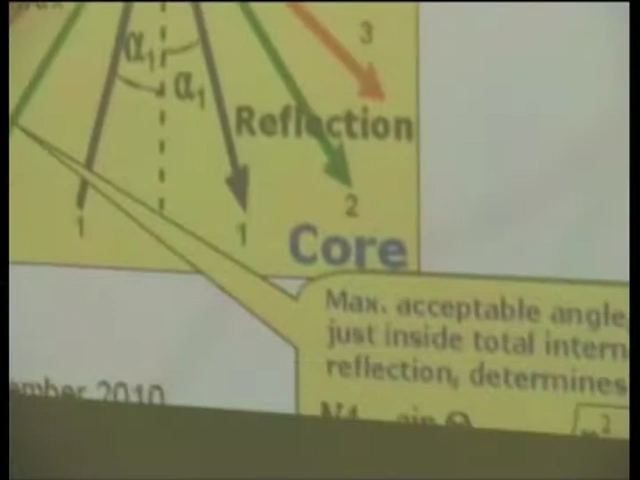 3
α1
α1
Reflection
2
1
1
Core
Max. acceptable angle,
just inside total intern
reflection, determines
ember 2010